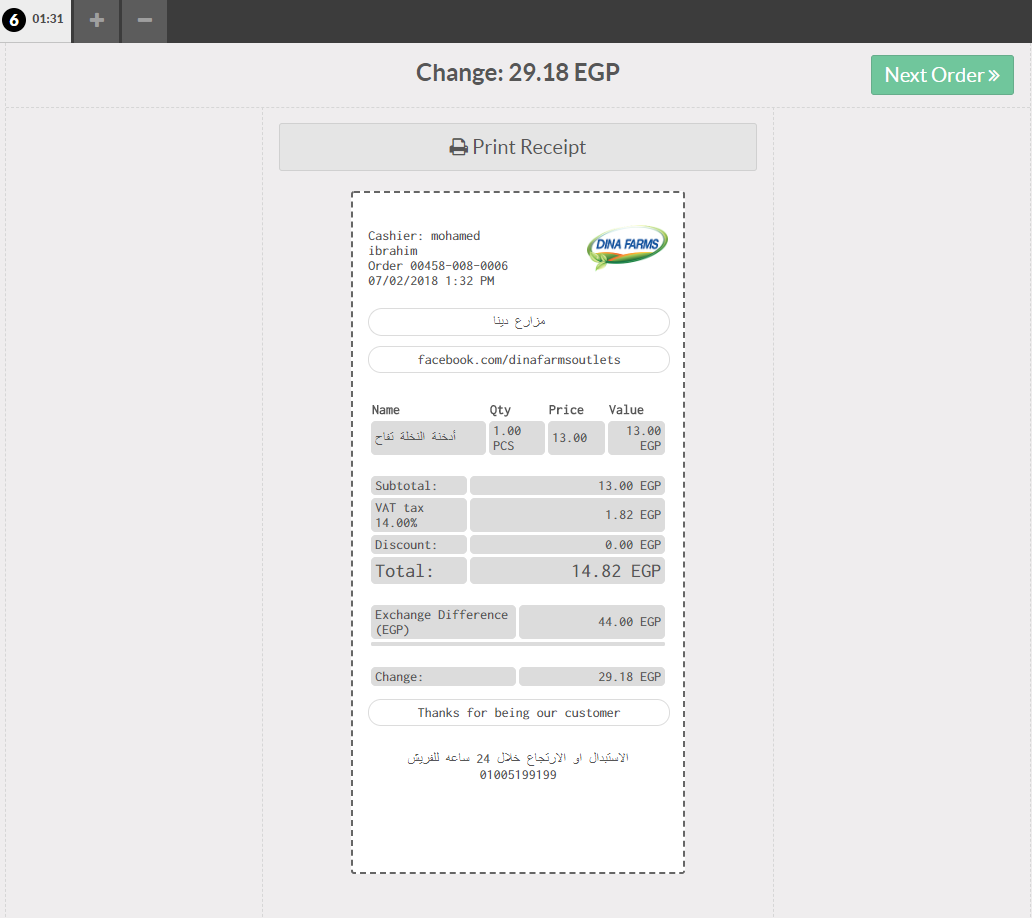 6 01:31
Change: 29.18 EGP
Next Order
Print Receipt
DINA FARMS
Cashier: mohamed
ibrahim
Order 00458-008-0006
07/02/2018 1:32 PM
مزارع دينا
facebook.com/dinafarmsoutlets
Name Qty Price Value
أدخنة النخلة تفاح 1.00 PCS 13.00 13.00 EGP
Subtotal: 13.00 EGP
VAT tax
14.00% 1.82 EGP
Discount: 0.00 EGP
Total: 14.82 EGP
Exchange Difference
(EGP) 44.00 EGP
Change: 29.18 EGP
Thanks for being our customer
الاستبدال او الارتجاع خلال 24 ساعه للفريش
01005199199